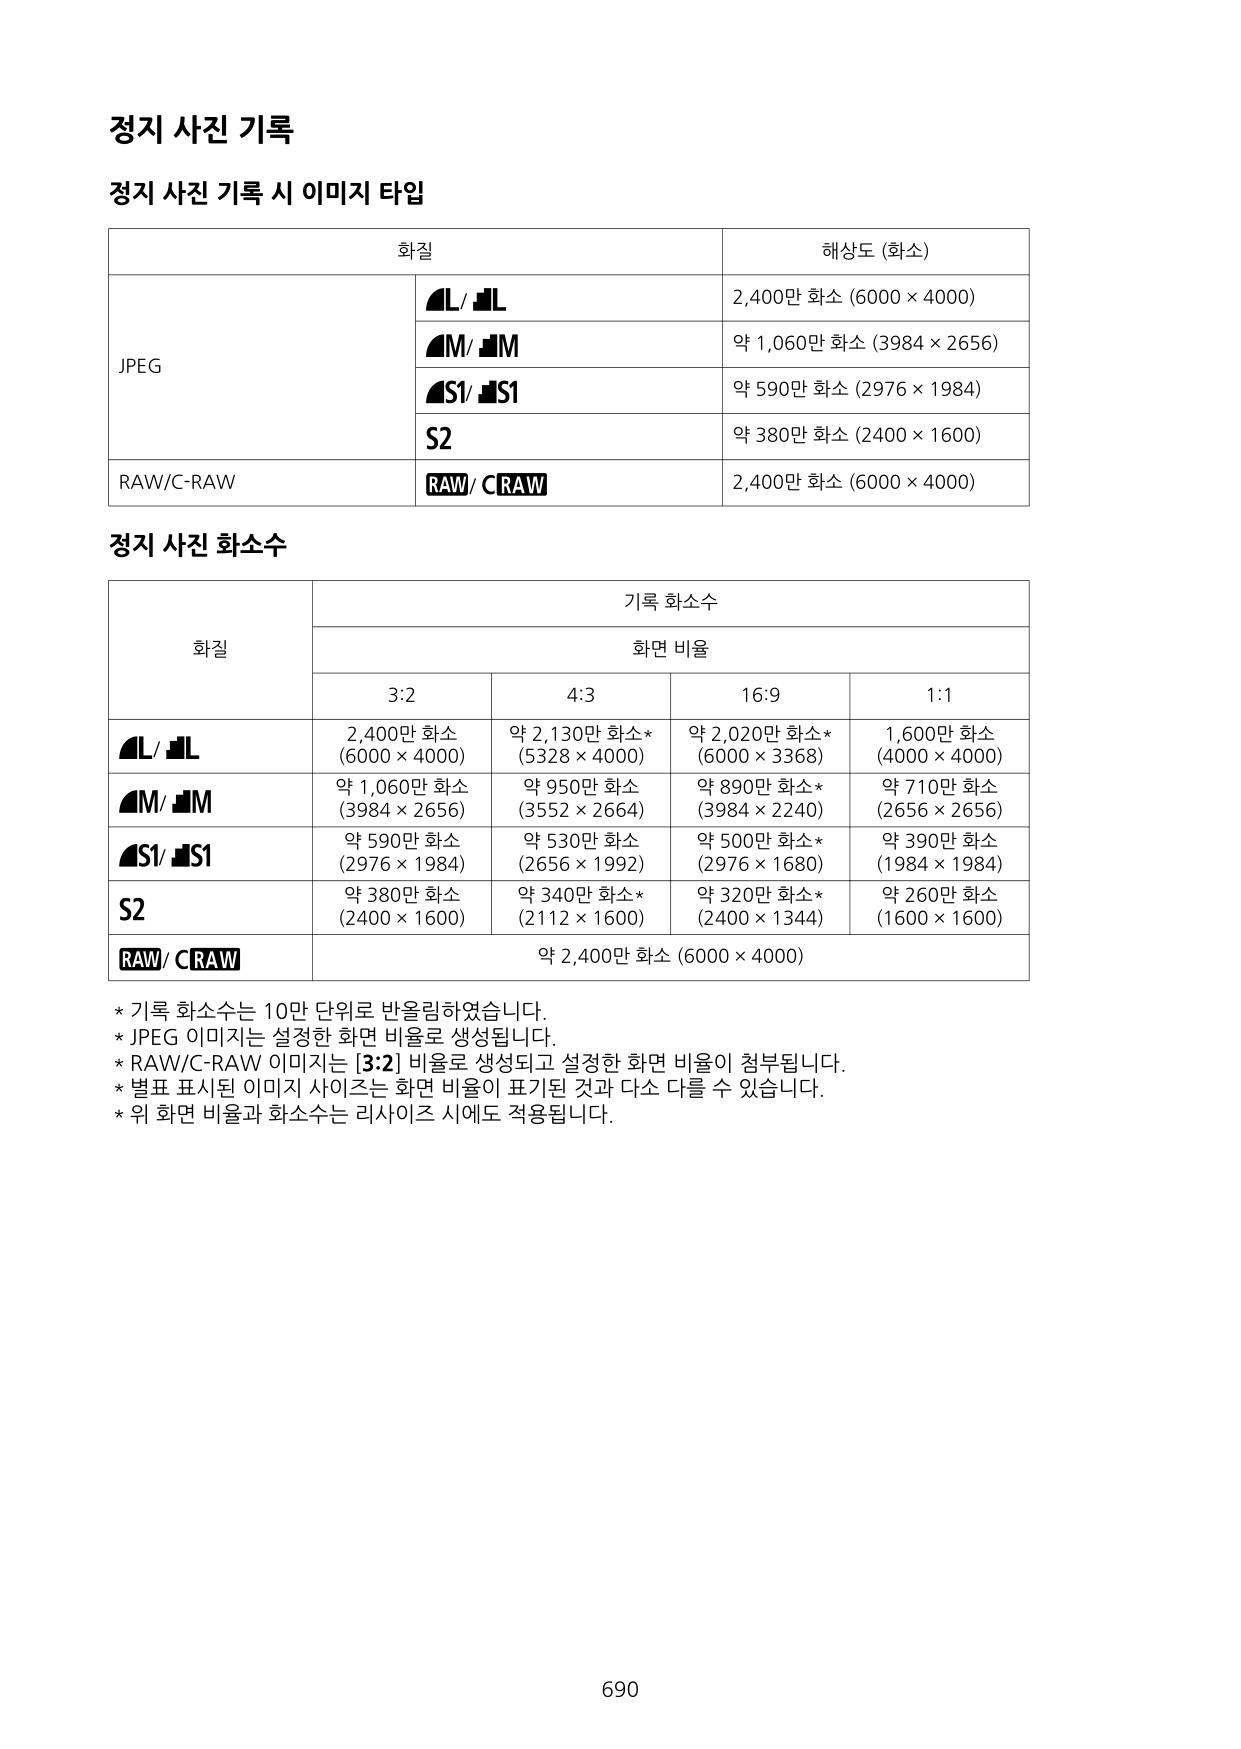 정지 사진 기록
정지 사진 기록 시 이미지 타입
화질 해상도 (화소)
JPEG
L/ L 2,400만 화소 (6000 × 4000)
M/ M 약 1,060만 화소 (3984 × 2656)
S1/ S1 약 590만 화소 (2976 × 1984)
S2 약 380만 화소 (2400 × 1600)
RAW/C-RAW RAW/ CRAW 2,400만 화소 (6000 × 4000)
정지 사진 화소수
화질
기록 화소수
화면 비율
3:2 4:3 16:9 1:1
L/ L
2,400만 화소 약 2,130만 화소* 약 2,020만 화소* 1,600만 화소
(6000 × 4000) (5328 × 4000) (6000 × 3368) (4000 × 4000)
M/ M
약 1,060만 화소 약 950만 화소 약 890만 화소* 약 710만 화소
(3984 × 2656) (3552 × 2664) (3984 × 2240) (2656 × 2656)
S1/ S1
약 590만 화소 약 530만 화소 약 500만 화소* 약 390만 화소
(2976 × 1984) (2656 × 1992) (2976 × 1680) (1984 × 1984)
S2
약 380만 화소 약 340만 화소* 약 320만 화소* 약 260만 화소
(2400 × 1600) (2112 × 1600) (2400 × 1344) (1600 × 1600)
RAW/ CRAW 약 2,400만 화소 (6000 × 4000)
* 기록 화소수는 10만 단위로 반올림하였습니다.
* JPEG 이미지는 설정한 화면 비율로 생성됩니다.
* RAW/C-RAW 이미지는 [3:2] 비율로 생성되고 설정한 화면 비율이 첨부됩니다.
* 별표 표시된 이미지 사이즈는 화면 비율이 표기된 것과 다소 다를 수 있습니다.
* 위 화면 비율과 화소수는 리사이즈 시에도 적용됩니다.
690